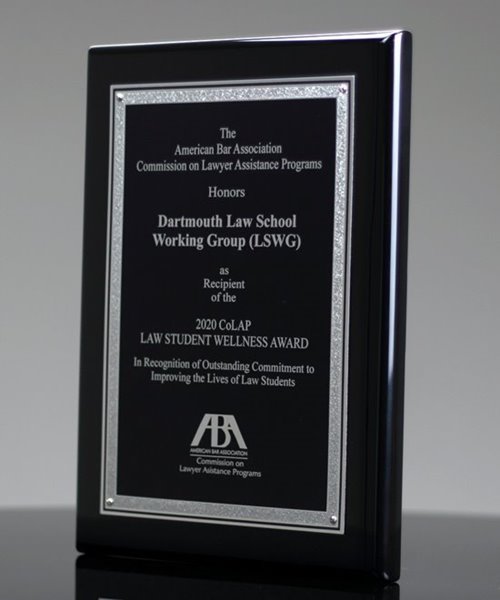 The
American Bar Association
Commission on Lawyer Assistance Programs
Honors
Dartmouth Law School
Working Group (LSWG)
as
Recipient
of the
2020 CoLAP
LAW STUDENT WELLNESS AWARD
In Recognition of Outstanding Commitment to
Improving the Lives of Law Students
ABA
AMERICAN BAR ASSOCIATION
Commission on
Lawyer Asistance Programs